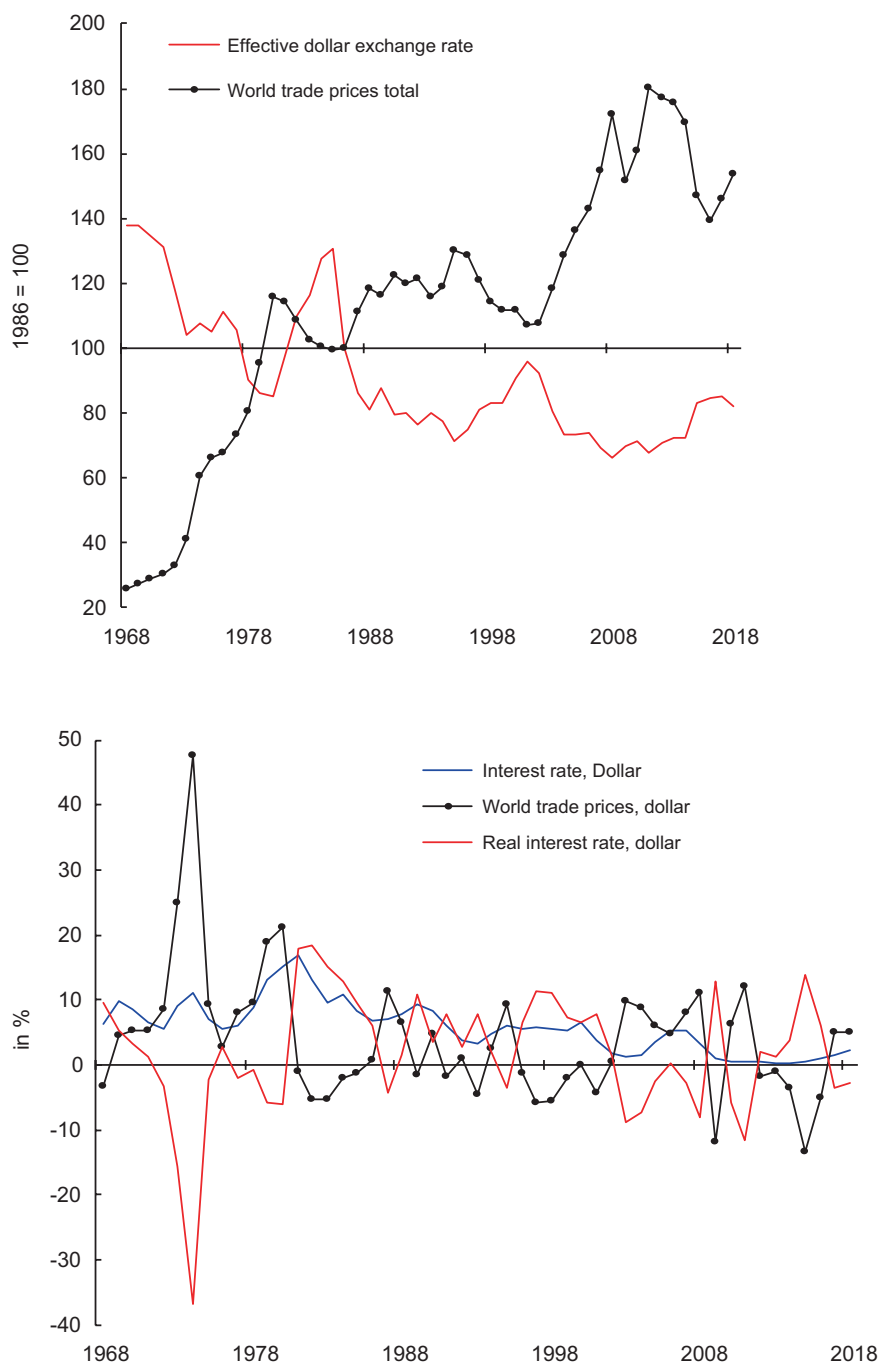 200
180
160
140
120
100
80
60
40
20
1986 = 100
Effective dollar exchange rate
World trade prices total
1968 1978 1988 1998 2008 2018
50
40
30
20
10
0
-10
-20
-30
-40
in %
Interest rate, Dollar
World trade prices, dollar
Real interest rate, dollar
1968 1978 1988 1998 2008 2018